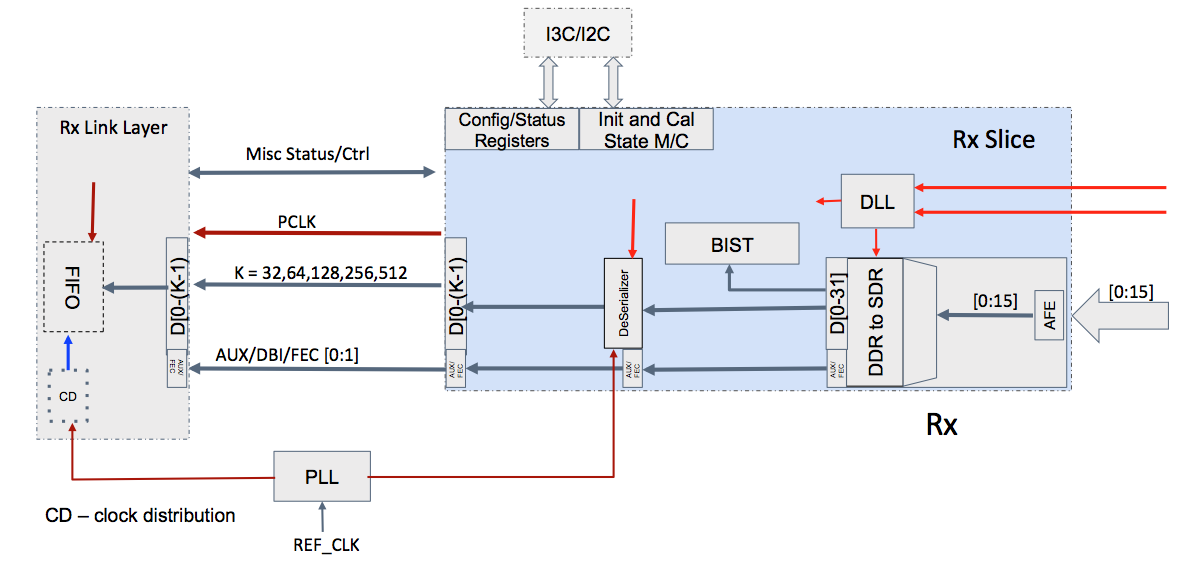 I3C/I2C
Rx Link Layer
Config/Status
Registers
Init and Cal
State M/C
Rx Slice
Misc Status/Ctrl
DLL
PCLK
BIST
FIFO
D[0-(K-1)
K = 32,64,128,256,512
D[0-(K-1)
DeSerializer
D[0-31]
DDR to SDR
[0:15]
AFE
[0:15]
AUX/DBI/FEC [0:1]
AUX/
FEC
AUX/
FEC
AUX/
FEC
AUX/
FEC
CD
Rx
PLL
CD – clock distribution
REF_CLK